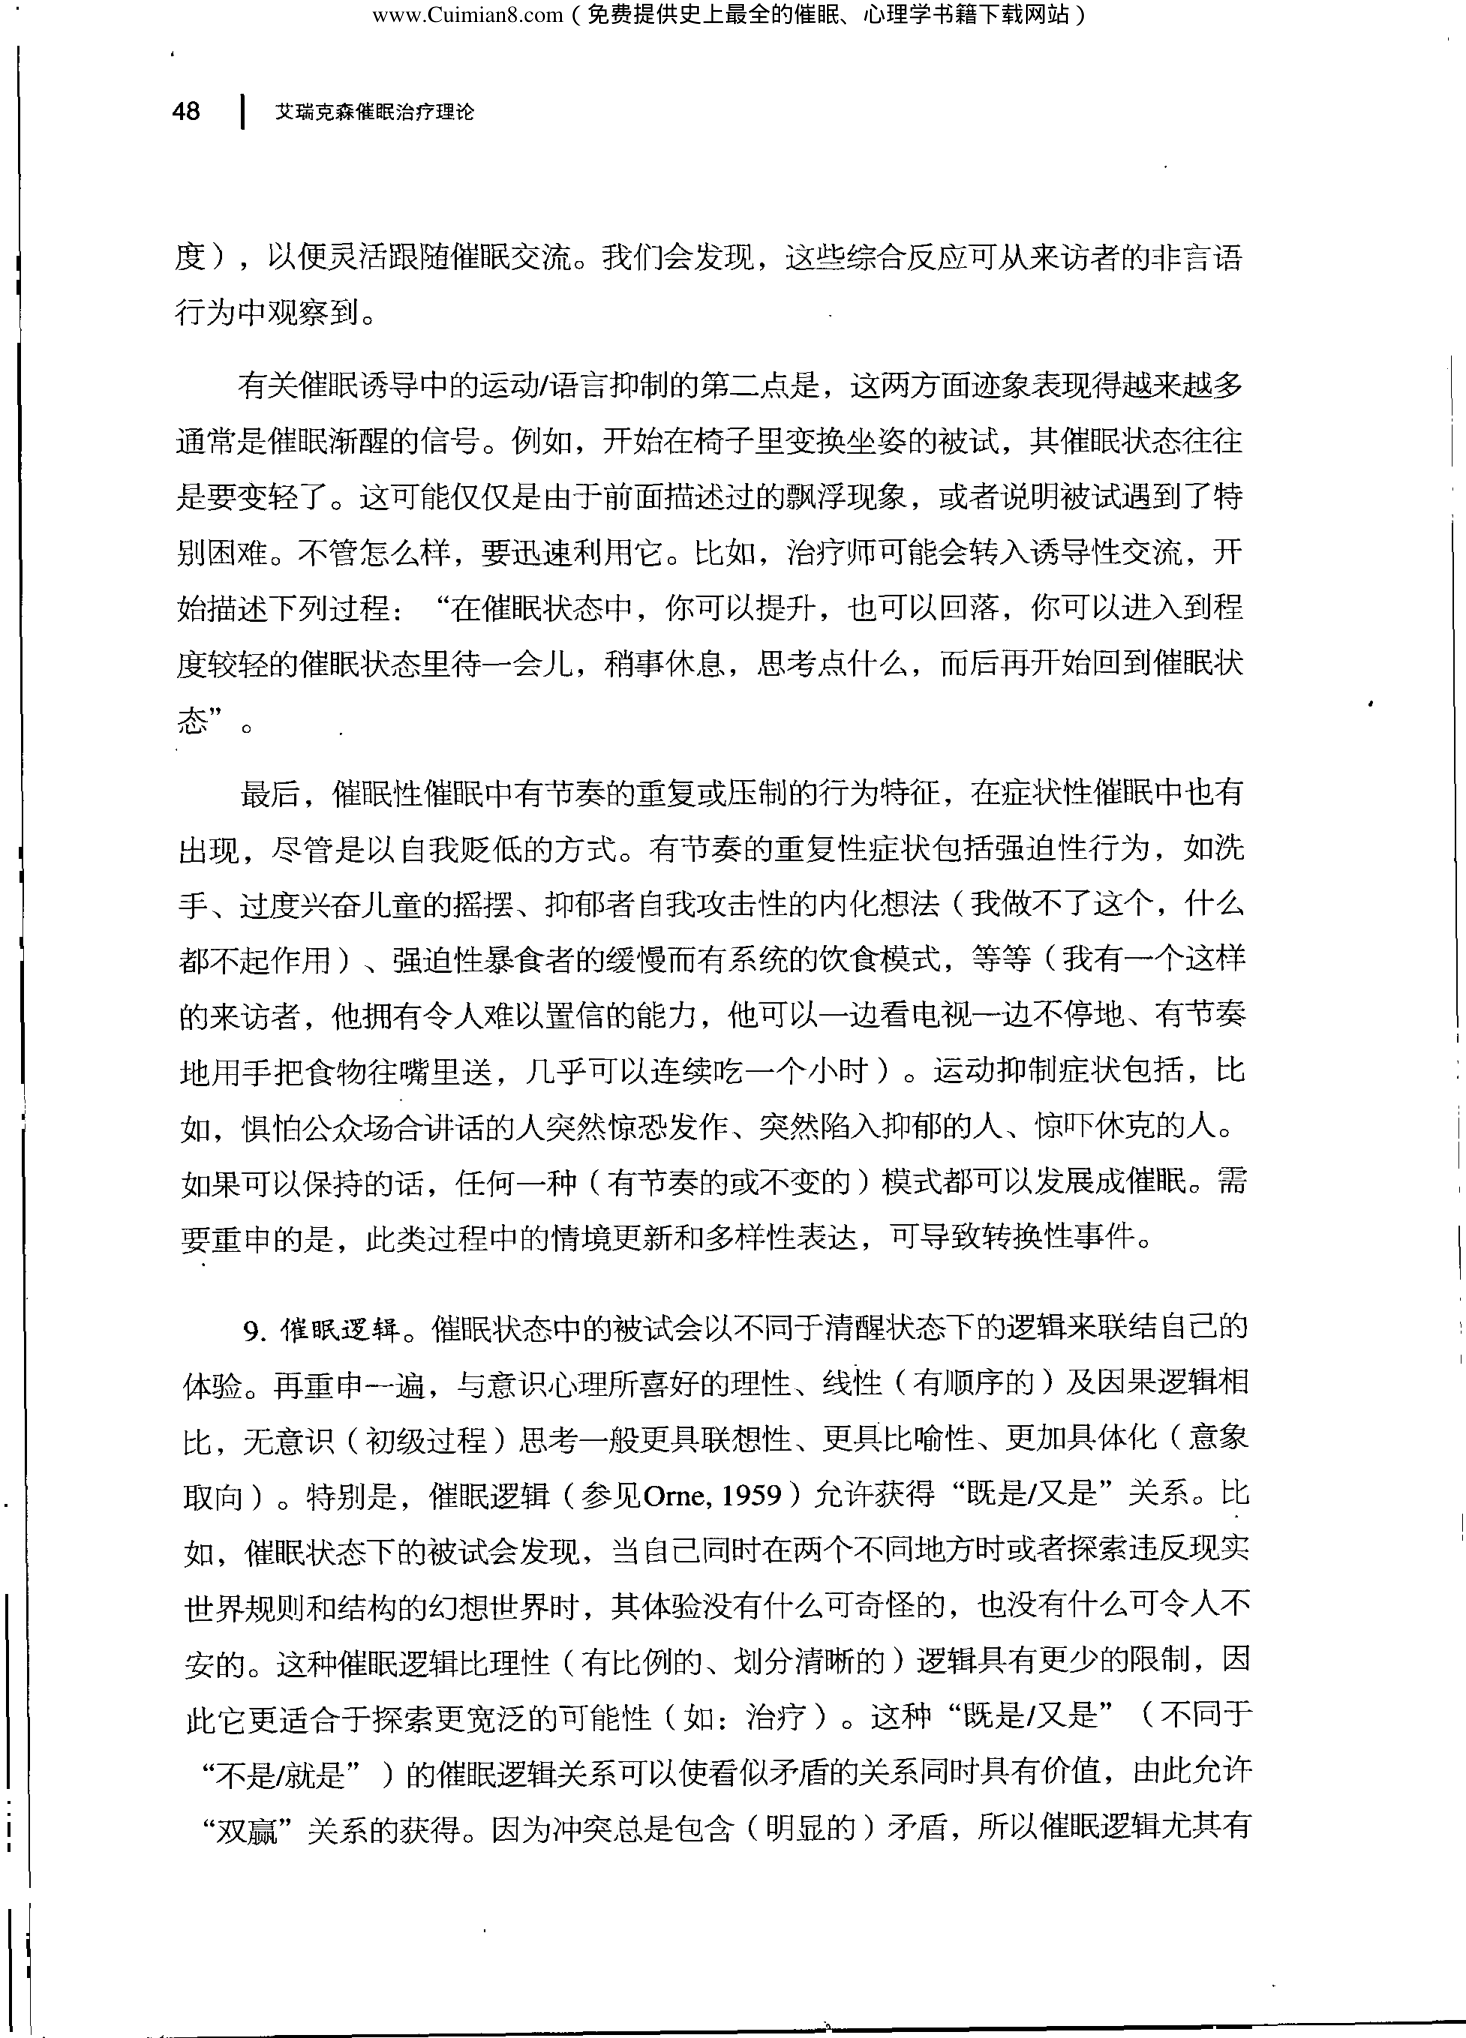 www.Cuimian8.com（免费提供史上最全的催眠、心理学书籍下载网站）
48 艾瑞克森催眠治疗理论
度），以便灵活跟随催眠交流。我们会发现，这些综合反应可从来访者的非言语
行为中观察到。
有关催眠诱导中的运动/语言抑制的第二点是，这两方面迹象表现得越来越多
通常是催眠渐醒的信号。例如，开始在椅子里变换坐姿的被试，其催眠状态往往
是要变轻了。这可能仅仅是由于前面描述过的飘浮现象，或者说明被试遇到了特
别困难。不管怎么样，要迅速利用它。比如，治疗师可能会转入诱导性交流，开
始描述下列过程：“在催眠状态中，你可以提升，也可以回落，你可以进入到程
度较轻的催眠状态里待一会儿，稍事休息，思考点什么，而后再开始回到催眠状
态”。
最后，催眠性催眠中有节奏的重复或压制的行为特征，在症状性催眠中也有
出现，尽管是以自我贬低的方式。有节奏的重复性症状包括强迫性行为，如洗
手、过度兴奋儿童的摇摆、抑郁者自我攻击性的内化想法（我做不了这个，什么
都不起作用）、强迫性暴食者的缓慢而有系统的饮食模式，等等（我有一个这样
的来访者，他拥有令人难以置信的能力，他可以一边看电视一边不停地、有节奏
地用手把食物往嘴里送，几乎可以连续吃一个小时）。运动抑制症状包括，比
如，惧怕公众场合讲话的人突然惊恐发作、突然陷入抑郁的人、惊吓休克的人。
如果可以保持的话，任何一种（有节奏的或不变的）模式都可以发展成催眠。需
要重申的是，此类过程中的情境更新和多样性表达，可导致转换性事件。
9. 催眠逻辑。催眠状态中的被试会以不同于清醒状态下的逻辑来联结自己的
体验。再重申一遍，与意识心理所喜好的理性、线性（有顺序的）及因果逻辑相
比，无意识（初级过程）思考一般更具联想性、更具比喻性、更加具体化（意象
取向）。特别是，催眠逻辑（参见Orne, 1959）允许获得“既是/又是”关系。比
如，催眠状态下的被试会发现，当自己同时在两个不同地方时或者探索违反现实
世界规则和结构的幻想世界时，其体验没有什么可奇怪的，也没有什么可令人不
安的。这种催眠逻辑比理性（有比例的、划分清晰的）逻辑具有更少的限制，因
此它更适合于探索更宽泛的可能性（如：治疗）。这种“既是/又是”（不同于
“不是/就是”）的催眠逻辑关系可以使看似矛盾的关系同时具有价值，由此允许
“双赢”关系的获得。因为冲突总是包含（明显的）矛盾，所以催眠逻辑尤其有